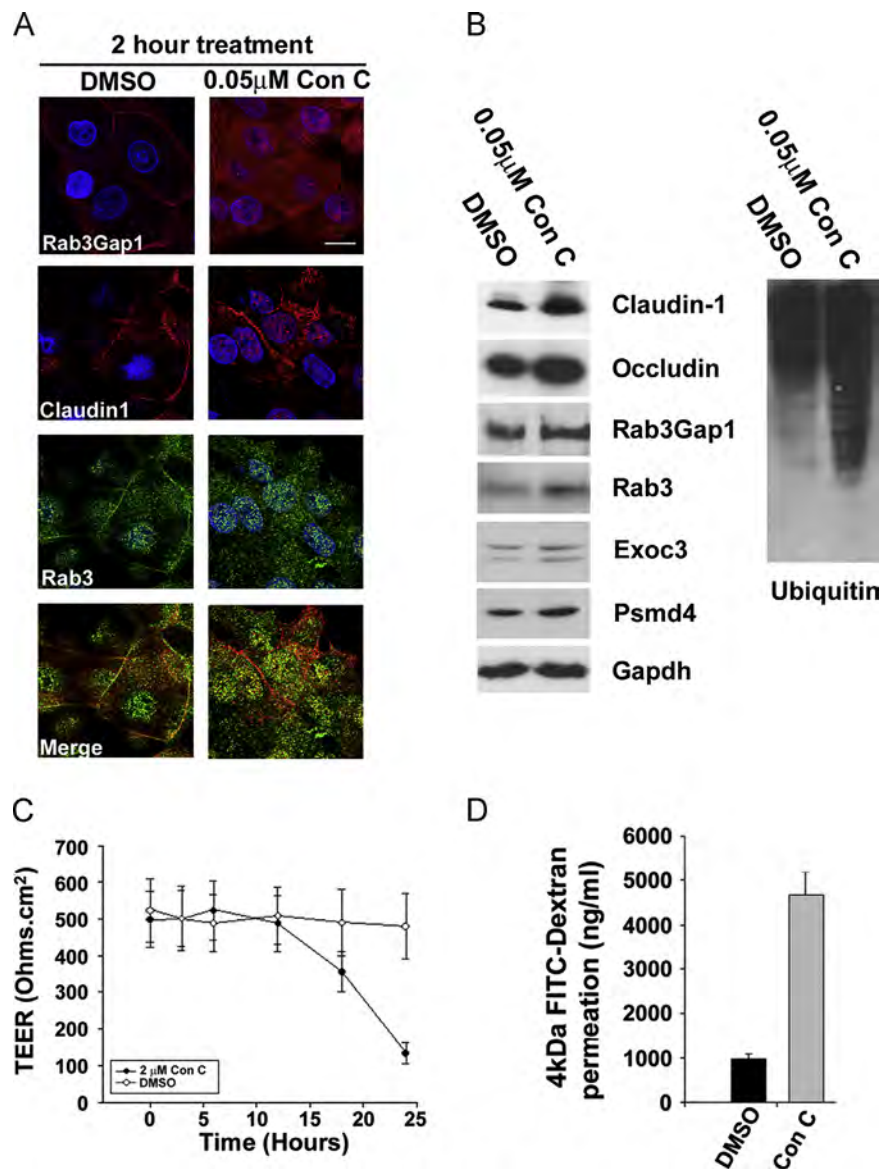 A
2 hour treatment
DMSO
0.05μM Con C
Rab3Gap1
Claudin1
Rab3
Merge
B
DMSO
0.05μM Con C
Claudin-1
Occludin
Rab3Gap1
Rab3
Exoc3
Psmd4
Gapdh
DMSO
0.05μM Con C
Ubiquitin
C
TEER (Ohms.cm²)
700
600
500
400
300
200
100
0
2 μM Con C
DMSO
0 5 10 15 20 25
Time (Hours)
D
4kDa FITC-Dextran
permeation (ng/ml)
6000
5000
4000
3000
2000
1000
0
DMSO
Con C